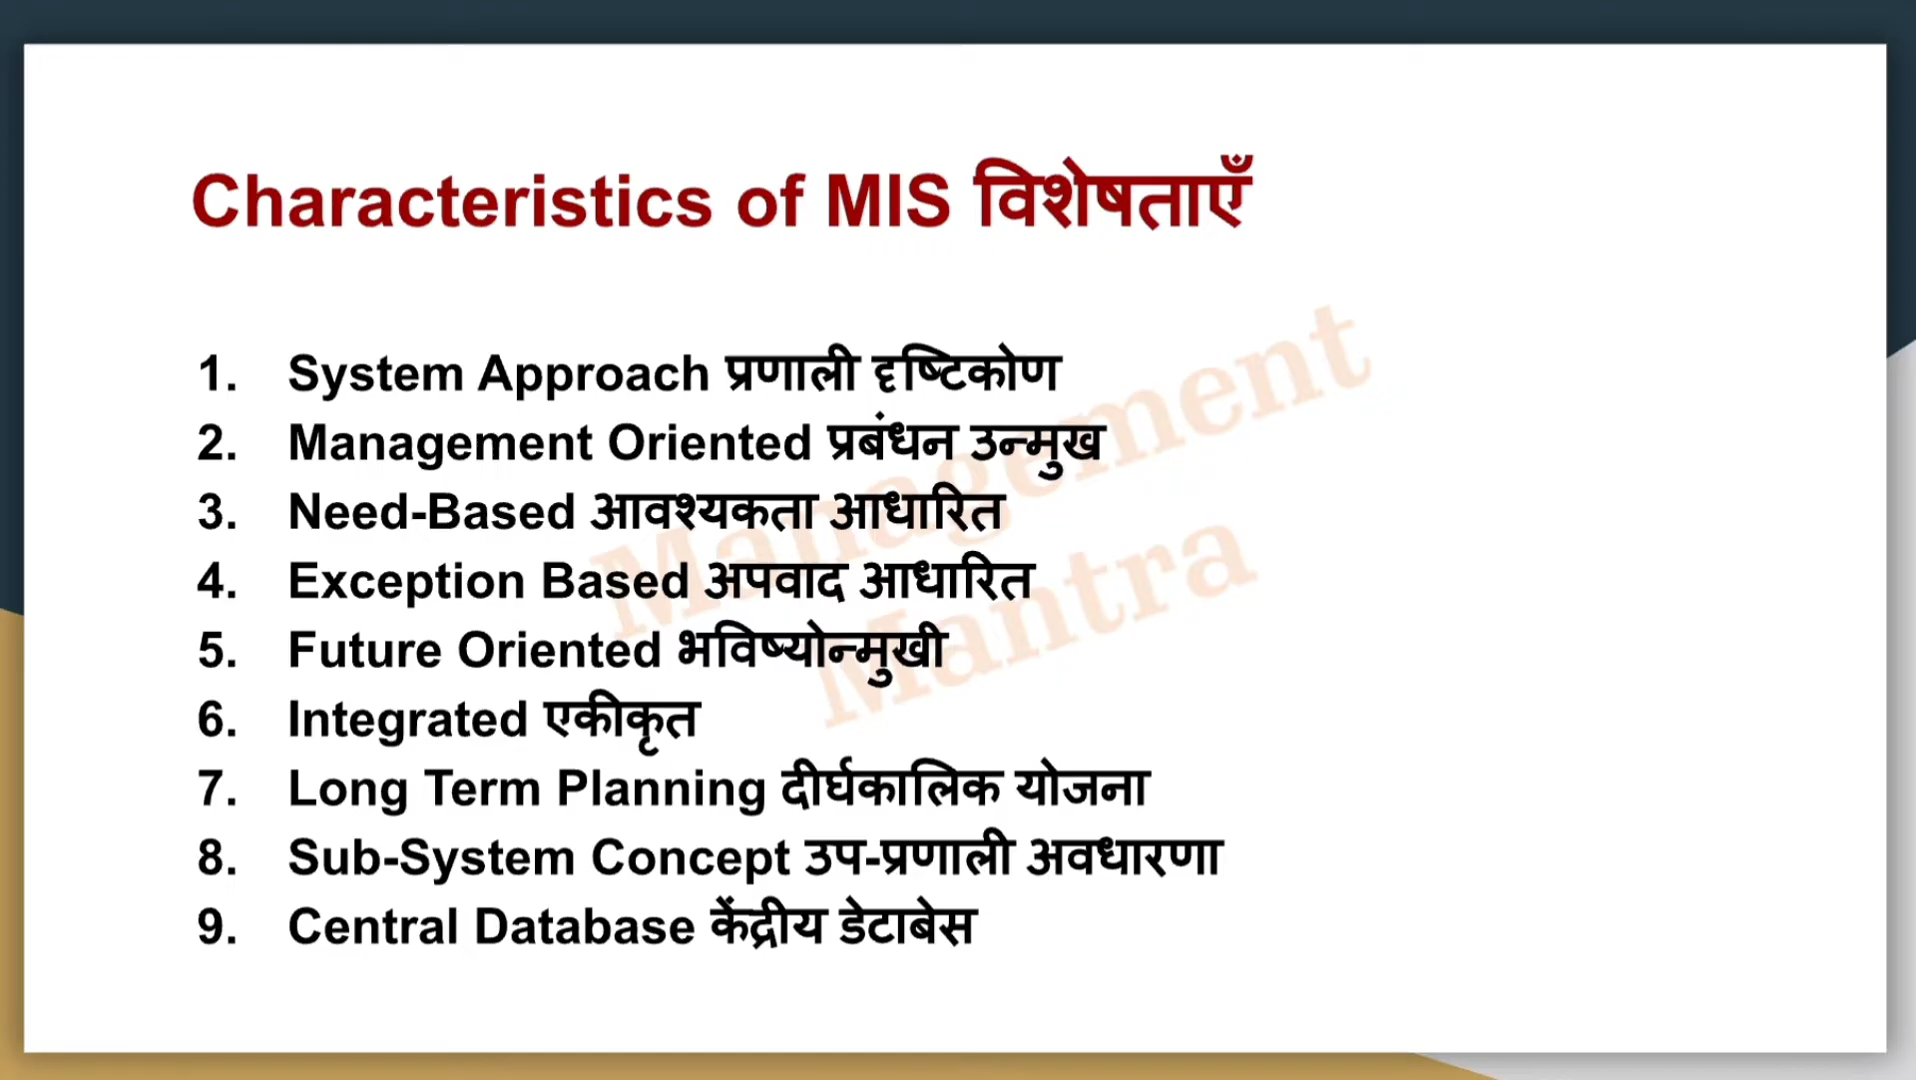 Characteristics of MIS विशेषताएँ
1. System Approach प्रणाली दृष्टिकोण
2. Management Oriented प्रबंधन उन्मुख
3. Need-Based आवश्यकता आधारित
4. Exception Based अपवाद आधारित
5. Future Oriented भविष्योन्मुखी
6. Integrated एकीकृत
7. Long Term Planning दीर्घकालिक योजना
8. Sub-System Concept उप-प्रणाली अवधारणा
9. Central Database केंद्रीय डेटाबेस
Management
Mantra